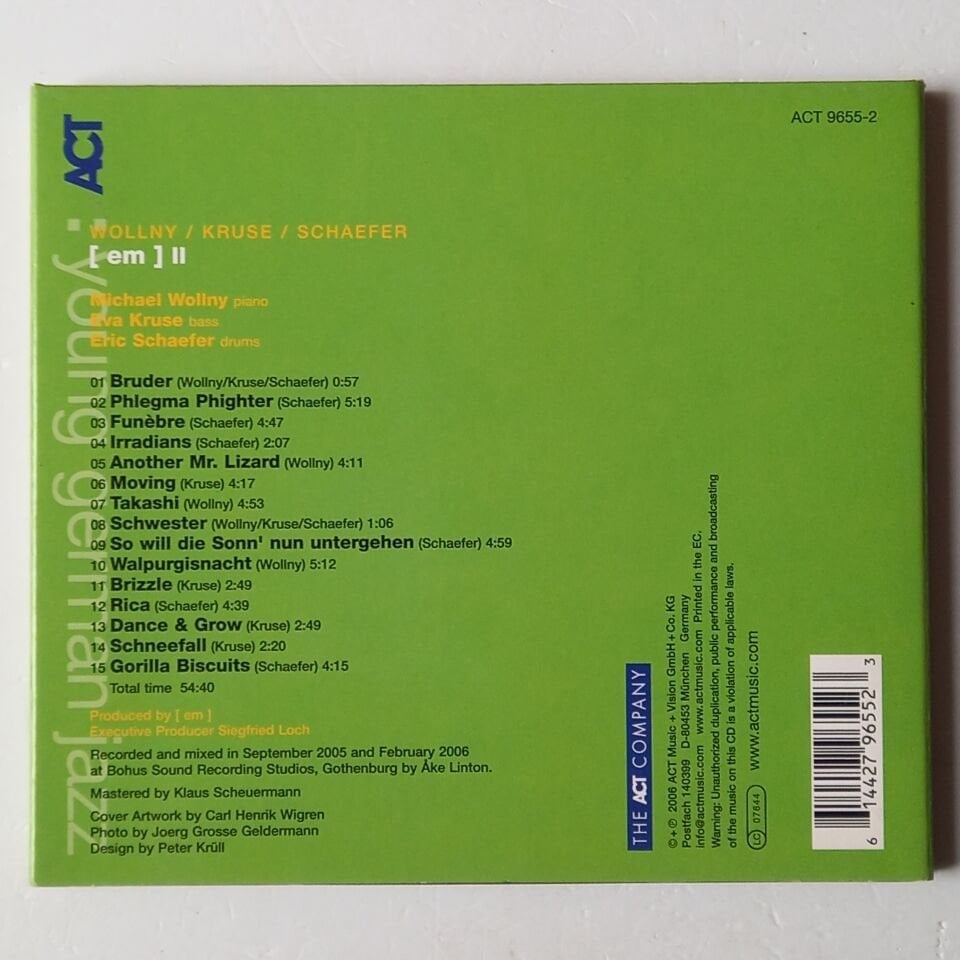 ACT
: young german jazz
ACT 9655-2
WOLLNY / KRUSE / SCHAEFER
[ em ] II
Michael Wollny piano
Eva Kruse bass
Eric Schaefer drums
01 Bruder (Wollny/Kruse/Schaefer) 0:57
02 Phlegma Phighter (Schaefer) 5:19
03 Funèbre (Schaefer) 4:47
04 Irradians (Schaefer) 2:07
05 Another Mr. Lizard (Wollny) 4:11
06 Moving (Kruse) 4:17
07 Takashi (Wollny) 4:53
08 Schwester (Wollny/Kruse/Schaefer) 1:06
09 So will die Sonn' nun untergehen (Schaefer) 4:59
10 Walpurgisnacht (Wollny) 5:12
11 Brizzle (Kruse) 2:49
12 Rica (Schaefer) 4:39
13 Dance & Grow (Kruse) 2:49
14 Schneefall (Kruse) 2:20
15 Gorilla Biscuits (Schaefer) 4:15
Total time 54:40
Produced by [ em ]
Executive Producer Siegfried Loch
Recorded and mixed in September 2005 and February 2006
at Bohus Sound Recording Studios, Gothenburg by Åke Linton.
Mastered by Klaus Scheuermann
Cover Artwork by Carl Henrik Wigren
Photo by Joerg Grosse Geldermann
Design by Peter Krüll
THE ACT COMPANY
© + ℗ 2006 ACT Music + Vision GmbH + Co. KG
Postfach 140399 D-80453 München Germany
info@actmusic.com www.actmusic.com Printed in the EC.
Warning: Unauthorized duplication, public performance and broadcasting
of the music on this CD is a violation of applicable laws.
LC 07644 www.actmusic.com
6 14427 96552 3